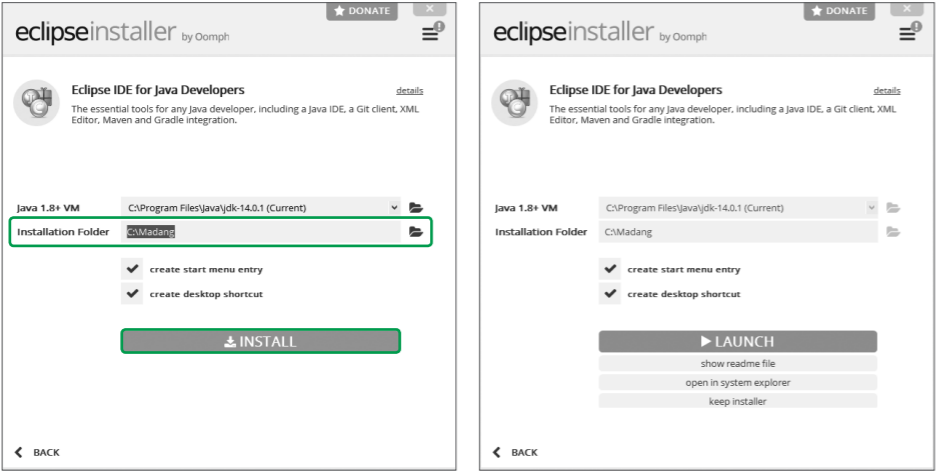 DONATE
eclipseinstaller by Oomph
Eclipse IDE for Java Developers
details
The essential tools for any Java developer, including a Java IDE, a Git client, XML
Editor, Maven and Gradle integration.
Java 1.8+ VM
C:\Program Files\Java\jdk-14.0.1 (Current)
Installation Folder
C:\Madang
create start menu entry
create desktop shortcut
INSTALL
BACK
DONATE
eclipseinstaller by Oomph
Eclipse IDE for Java Developers
details
The essential tools for any Java developer, including a Java IDE, a Git client, XML
Editor, Maven and Gradle integration.
Java 1.8+ VM
C:\Program Files\Java\jdk-14.0.1 (Current)
Installation Folder
C:\Madang
create start menu entry
create desktop shortcut
LAUNCH
show readme file
open in system explorer
keep installer
BACK